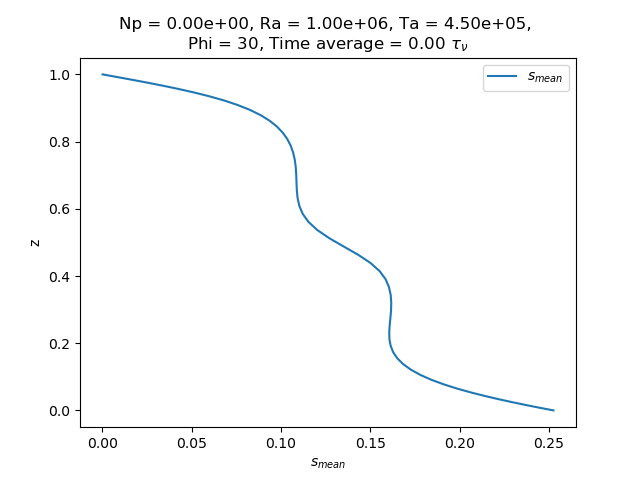 Np = 0.00e+00, Ra = 1.00e+06, Ta = 4.50e+05,
Phi = 30, Time average = 0.00 τν
s_mean
1.0
0.8
0.6
z
0.4
0.2
0.0
0.00 0.05 0.10 0.15 0.20 0.25
s_mean